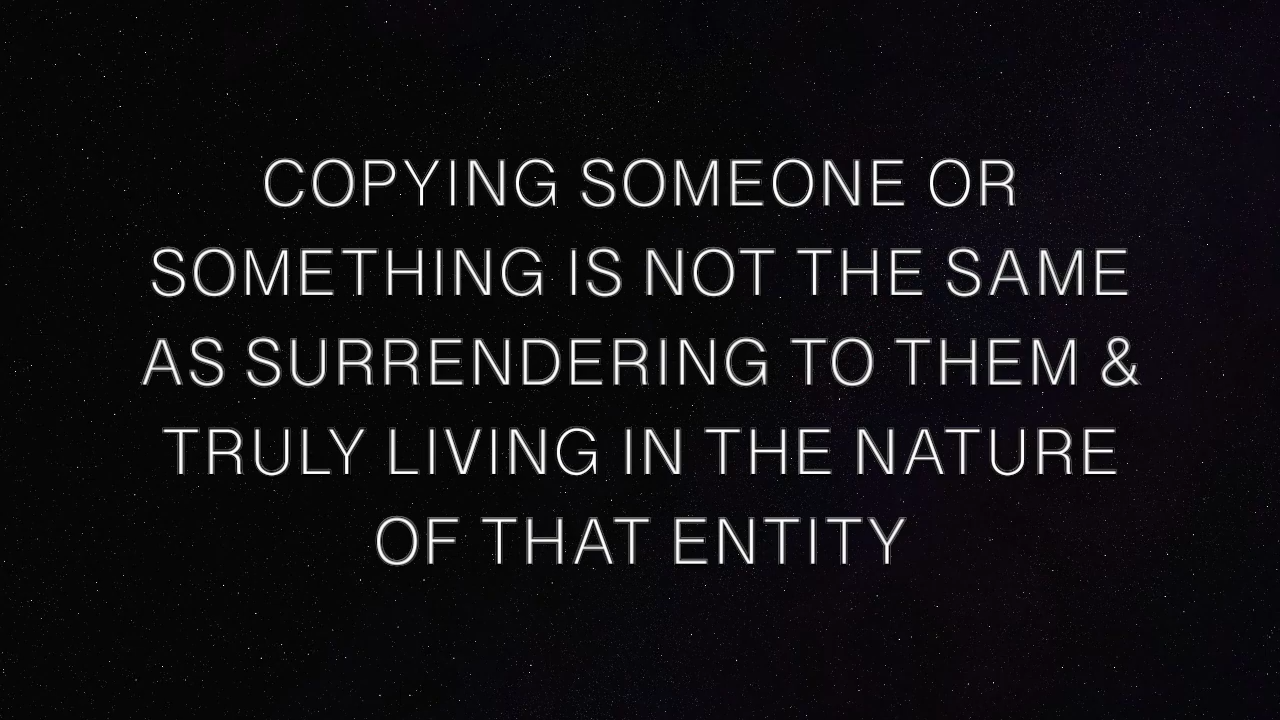 COPYING SOMEONE OR
SOMETHING IS NOT THE SAME
AS SURRENDERING TO THEM &
TRULY LIVING IN THE NATURE
OF THAT ENTITY